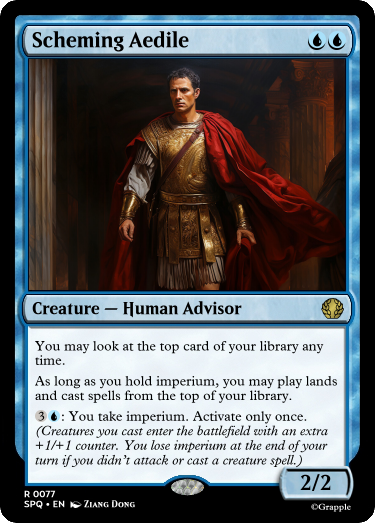 Scheming Aedile
Creature — Human Advisor
You may look at the top card of your library any
time.
As long as you hold imperium, you may play lands
and cast spells from the top of your library.
3: You take imperium. Activate only once.
(Creatures you cast enter the battlefield with an extra
+1/+1 counter. You lose imperium at the end of your
turn if you didn't attack or cast a creature spell.)
2/2
R 0077
SPQ • EN Ziang Dong
©Grapple